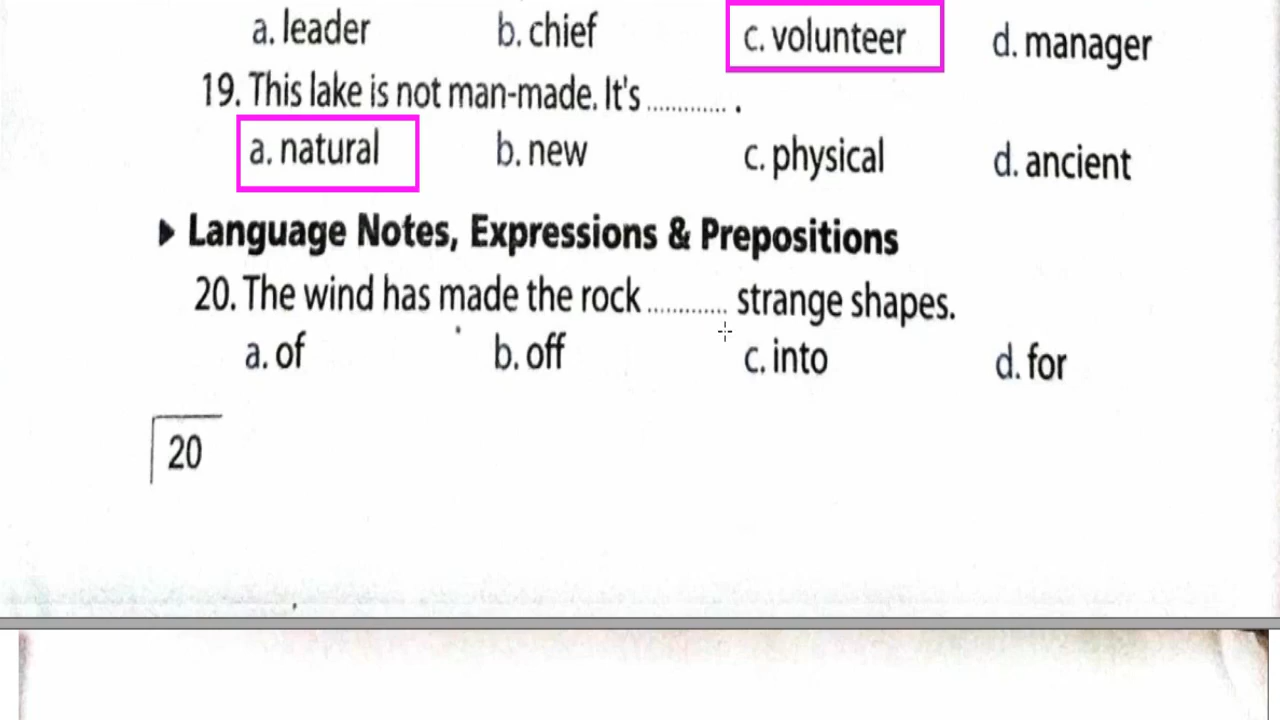 a. leader b. chief c. volunteer d. manager
19. This lake is not man-made. It's ............. .
a. natural b. new c. physical d. ancient
Language Notes, Expressions & Prepositions
20. The wind has made the rock ............. strange shapes.
a. of b. off c. into d. for
20